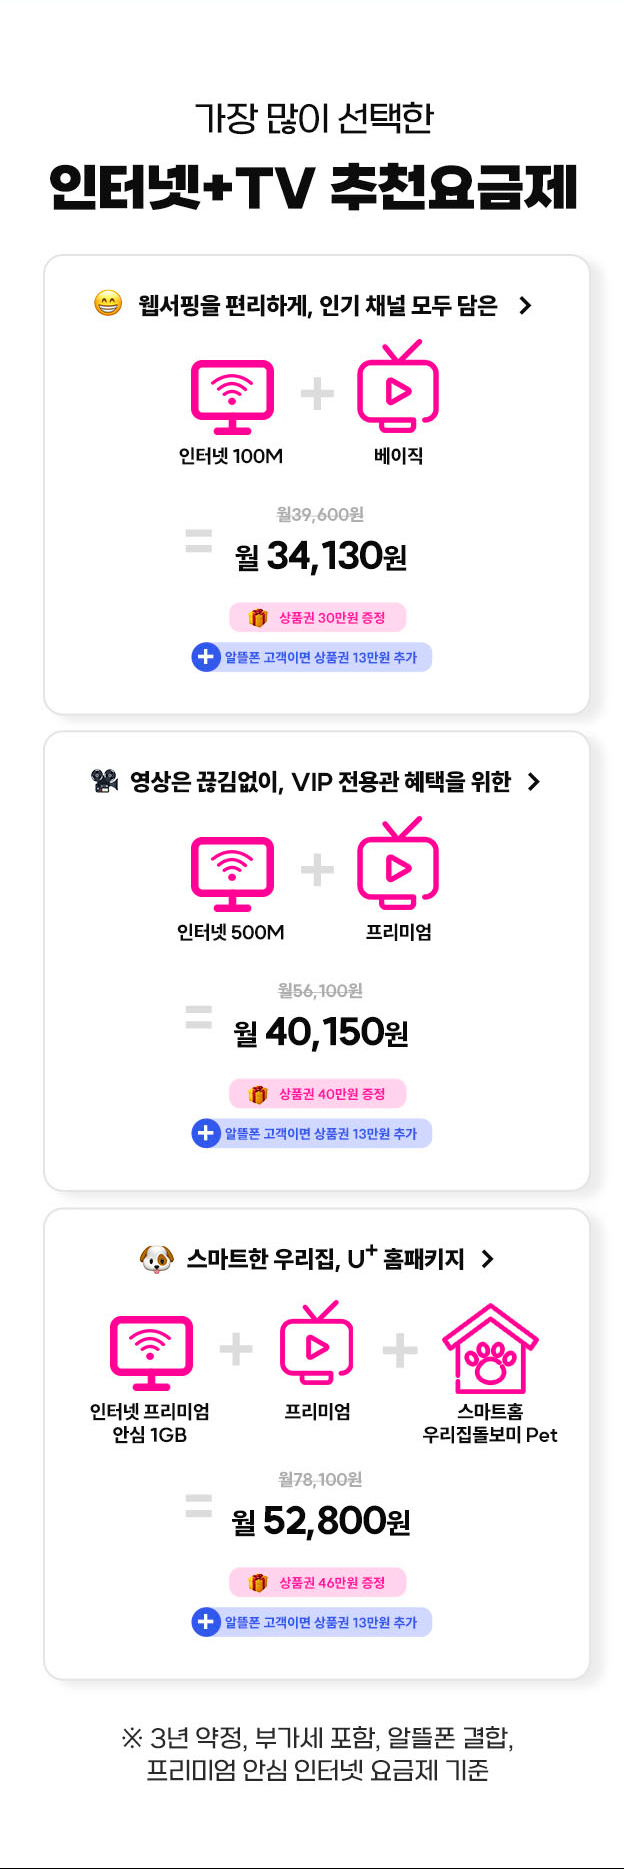 가장 많이 선택한
인터넷+TV 추천요금제
웹서핑을 편리하게, 인기 채널 모두 담은
인터넷 100M
베이직
월39,600원
= 월 34,130원
상품권 30만원 증정
알뜰폰 고객이면 상품권 13만원 추가
영상은 끊김없이, VIP 전용관 혜택을 위한
인터넷 500M
프리미엄
월56,100원
= 월 40,150원
상품권 40만원 증정
알뜰폰 고객이면 상품권 13만원 추가
스마트한 우리집, U+ 홈패키지
인터넷 프리미엄
안심 1GB
프리미엄
스마트홈
우리집돌보미 Pet
월78,100원
= 월 52,800원
상품권 46만원 증정
알뜰폰 고객이면 상품권 13만원 추가
※ 3년 약정, 부가세 포함, 알뜰폰 결합,
프리미엄 안심 인터넷 요금제 기준